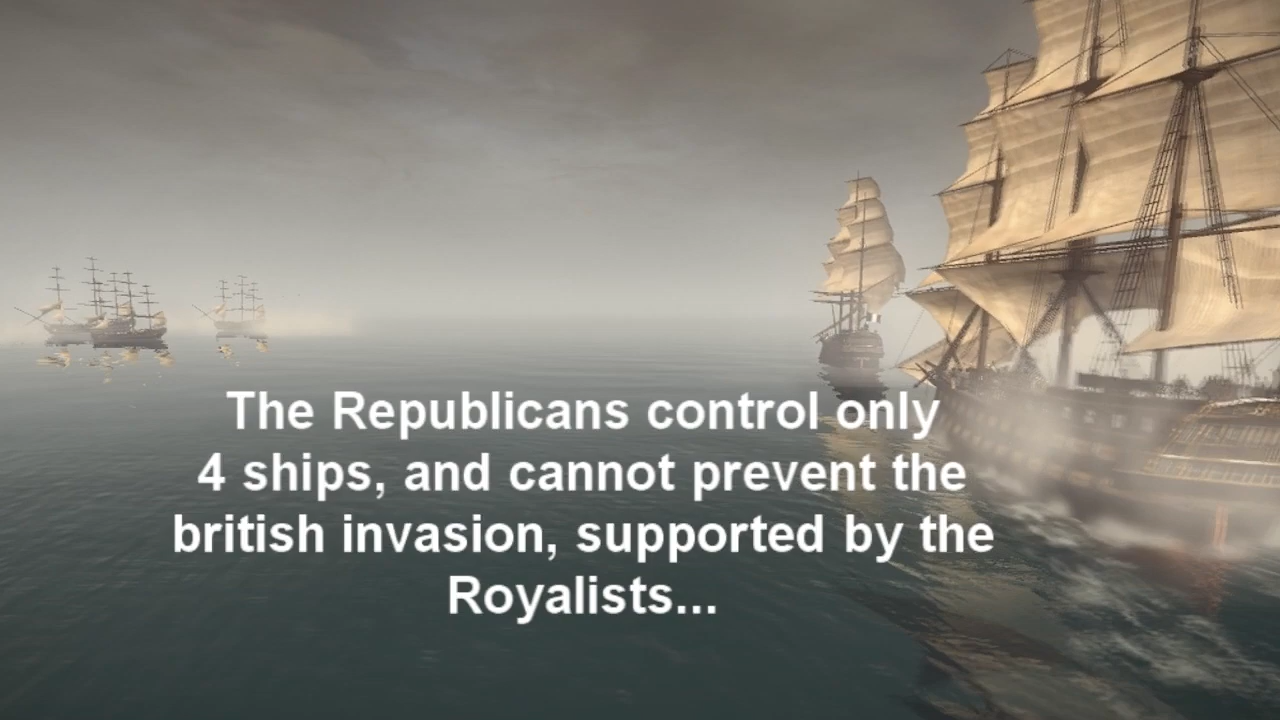 The Republicans control only
4 ships, and cannot prevent the
british invasion, supported by the
Royalists...